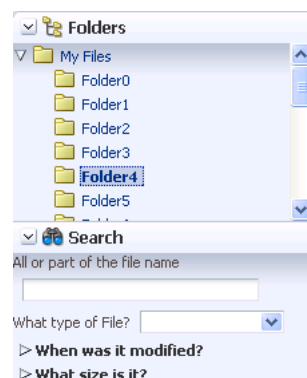 Folders
My Files
Folder0
Folder1
Folder2
Folder3
Folder4
Folder5
Search
All or part of the file name
What type of File?
When was it modified?
What size is it?